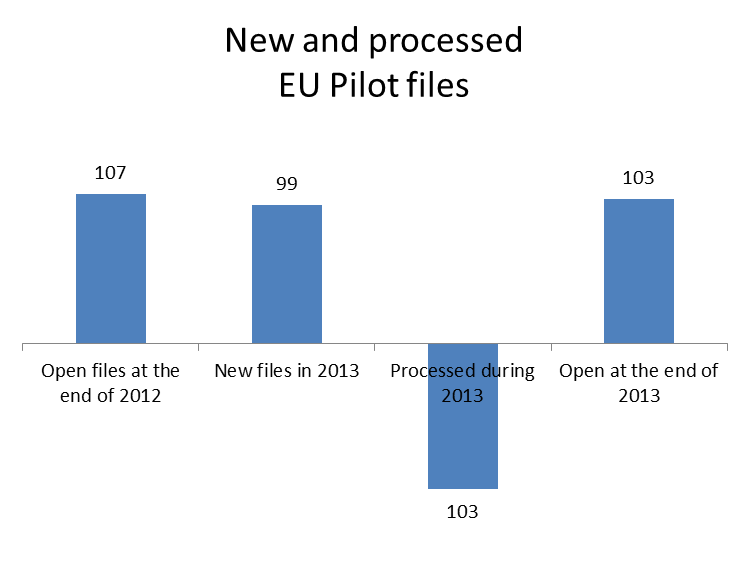 New and processed
EU Pilot files
107
99
103
Open files at the
end of 2012
New files in 2013
Processed during
2013
Open at the end of
2013
103